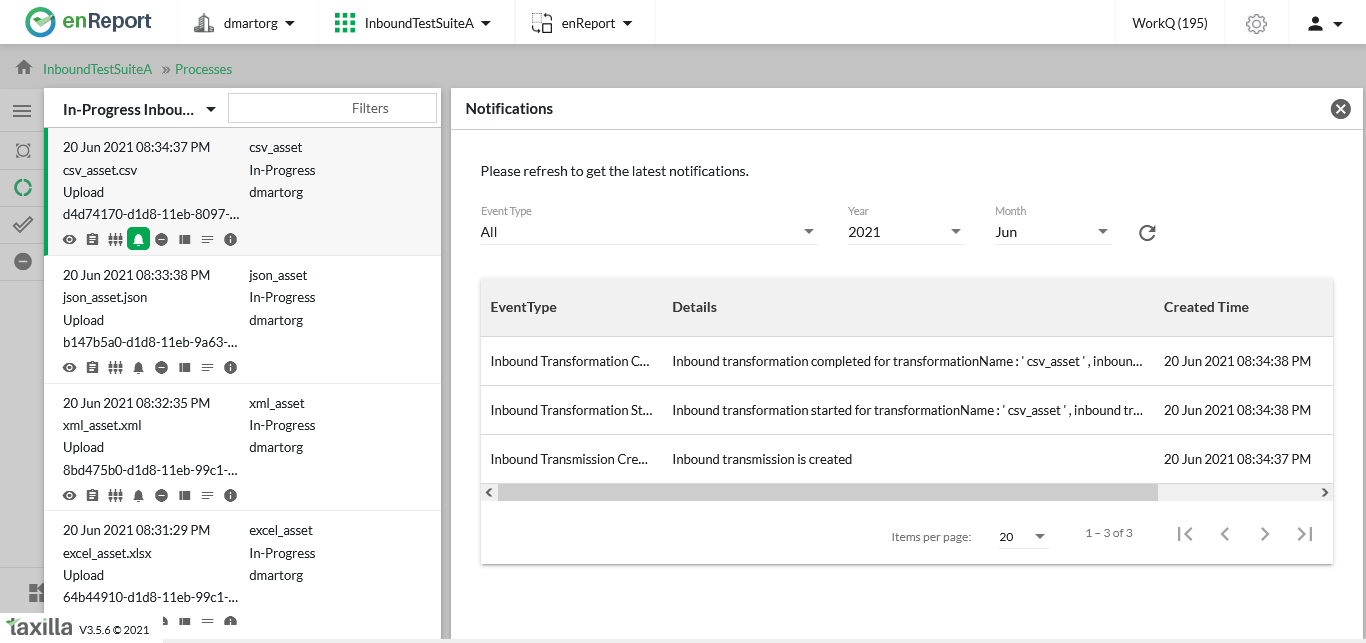 enReport dmartorg InboundTestSuiteA enReport WorkQ (195)
InboundTestSuiteA » Processes
In-Progress Inbou... Filters
20 Jun 2021 08:34:37 PM csv_asset
csv_asset.csv In-Progress
Upload dmartorg
d4d74170-d1d8-11eb-8097-...
20 Jun 2021 08:33:38 PM json_asset
json_asset.json In-Progress
Upload dmartorg
b147b5a0-d1d8-11eb-9a63-...
20 Jun 2021 08:32:35 PM xml_asset
xml_asset.xml In-Progress
Upload dmartorg
8bd475b0-d1d8-11eb-99c1-...
20 Jun 2021 08:31:29 PM excel_asset
excel_asset.xlsx In-Progress
Upload dmartorg
64b44910-d1d8-11eb-99c1-...
taxilla V3.5.6 © 2021
Notifications
Please refresh to get the latest notifications.
Event Type Year Month
All 2021 Jun
EventType Details Created Time
Inbound Transformation C... Inbound transformation completed for transformationName : ' csv_asset ' , inboun... 20 Jun 2021 08:34:38 PM
Inbound Transformation St... Inbound transformation started for transformationName : ' csv_asset ' , inbound tr... 20 Jun 2021 08:34:38 PM
Inbound Transmission Cre... Inbound transmission is created 20 Jun 2021 08:34:37 PM
Items per page: 20 1 – 3 of 3